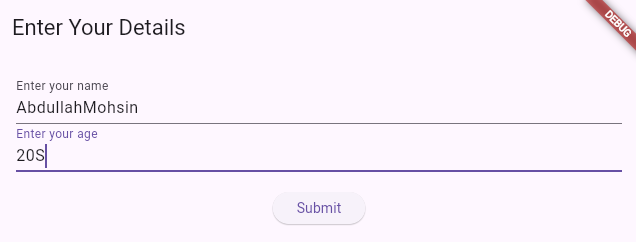 Enter Your Details
DEBUG
Enter your name
AbdullahMohsin
Enter your age
20S
Submit